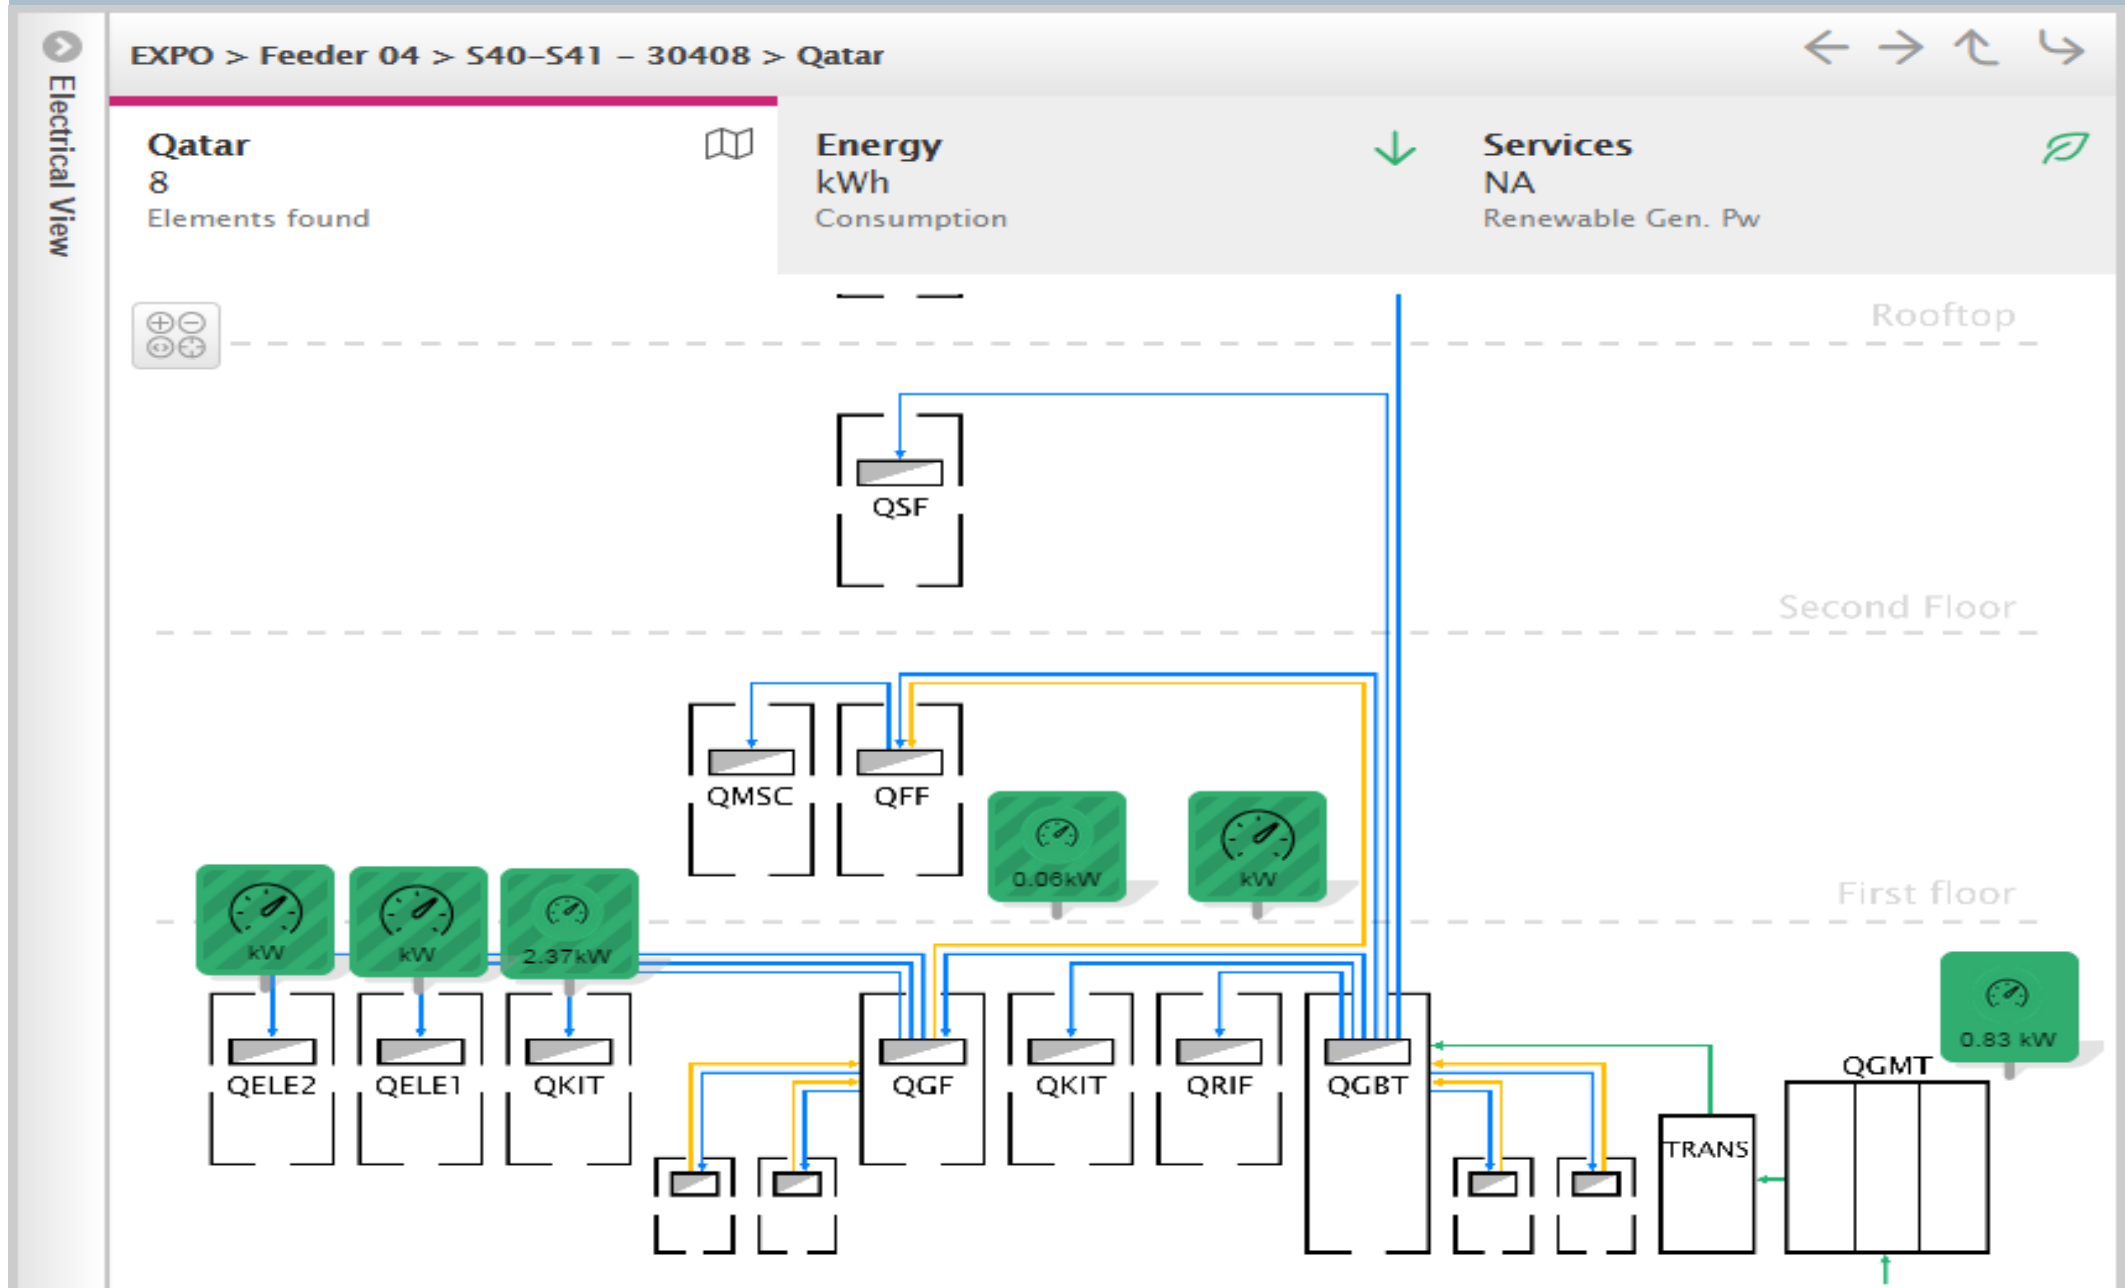 Electrical View
EXPO > Feeder 04 > S40-S41 - 30408 > Qatar
Qatar
8
Elements found
Energy
kWh
Consumption
Services
NA
Renewable Gen. Pw
Rooftop
QSF
Second Floor
QMSC
QFF
0.06kW
kW
First floor
kW
kW
2.37kW
0.83 kW
QELE2
QELE1
QKIT
QGF
QKIT
QRIF
QGBT
QGMT
TRANS